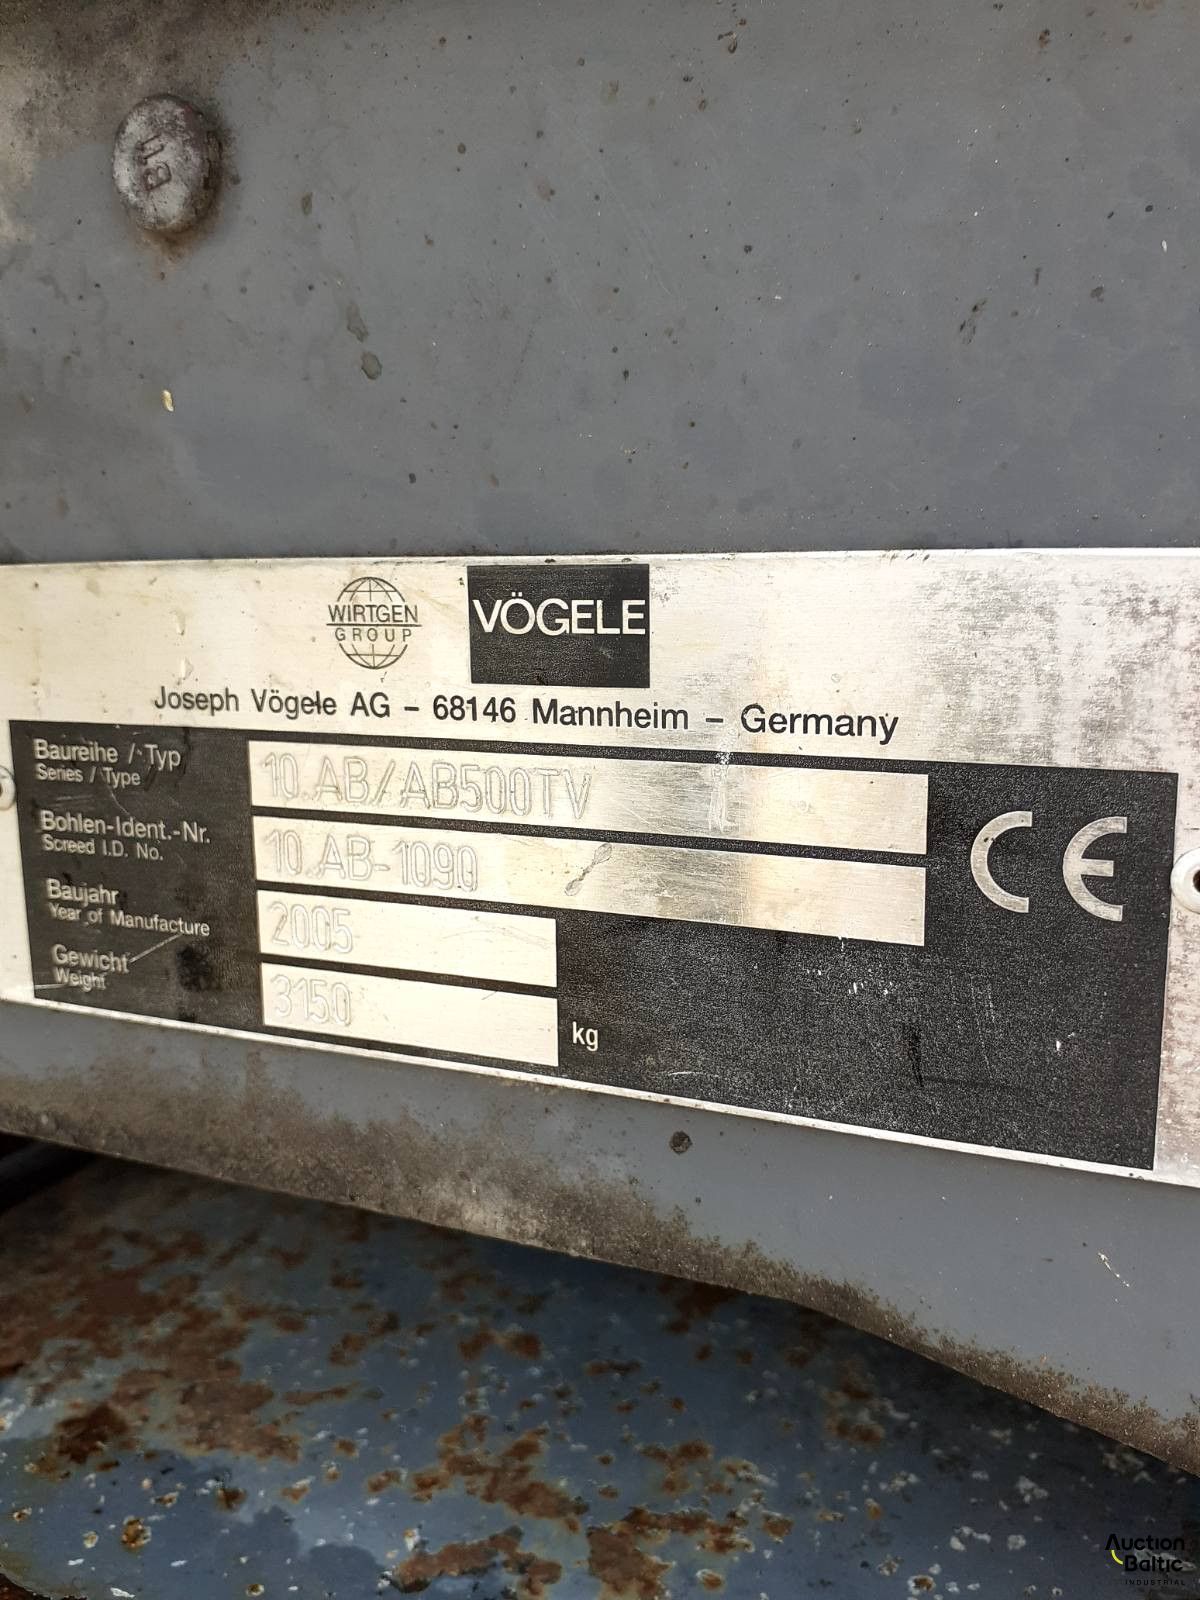 B11
WIRTGEN
GROUP
VÖGELE
Joseph Vögele AG – 68146 Mannheim – Germany
Baureihe / Typ
Series / Type
10.AB/AB500TV
Bohlen-Ident.-Nr.
Screed I.D. No.
10.AB-1090
Baujahr
Year of Manufacture
2005
Gewicht
Weight
3150 kg
CE
Auction
Baltic
INDUSTRIAL